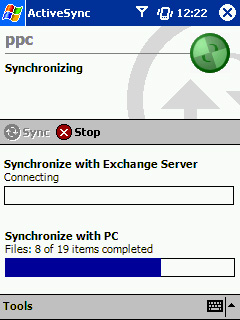 ActiveSync 12:22
ppc
Synchronizing
Sync Stop
Synchronize with Exchange Server
Connecting
Synchronize with PC
Files: 8 of 19 items completed
Tools